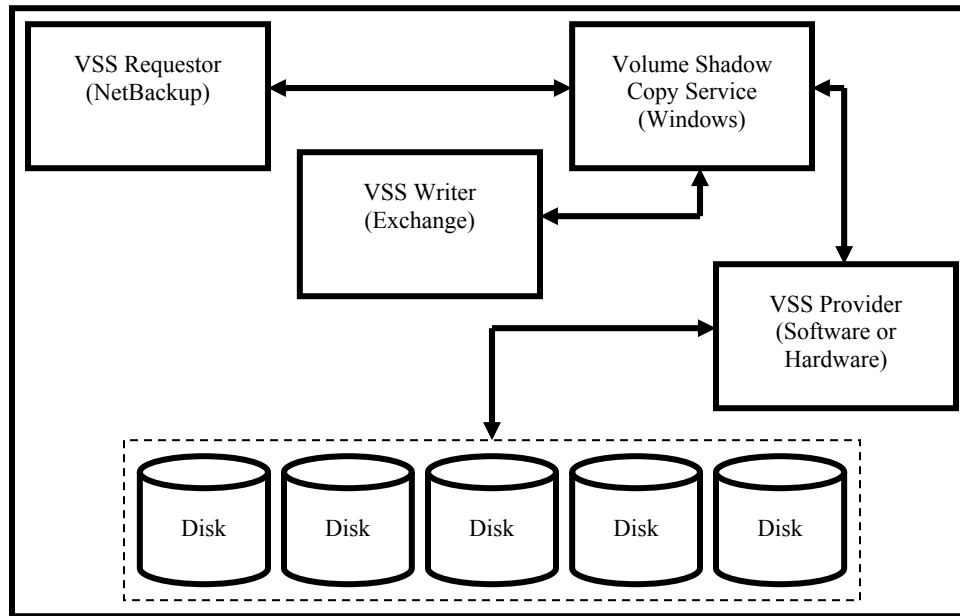 VSS Requestor
(NetBackup)
Volume Shadow
Copy Service
(Windows)
VSS Writer
(Exchange)
VSS Provider
(Software or
Hardware)
Disk
Disk
Disk
Disk
Disk